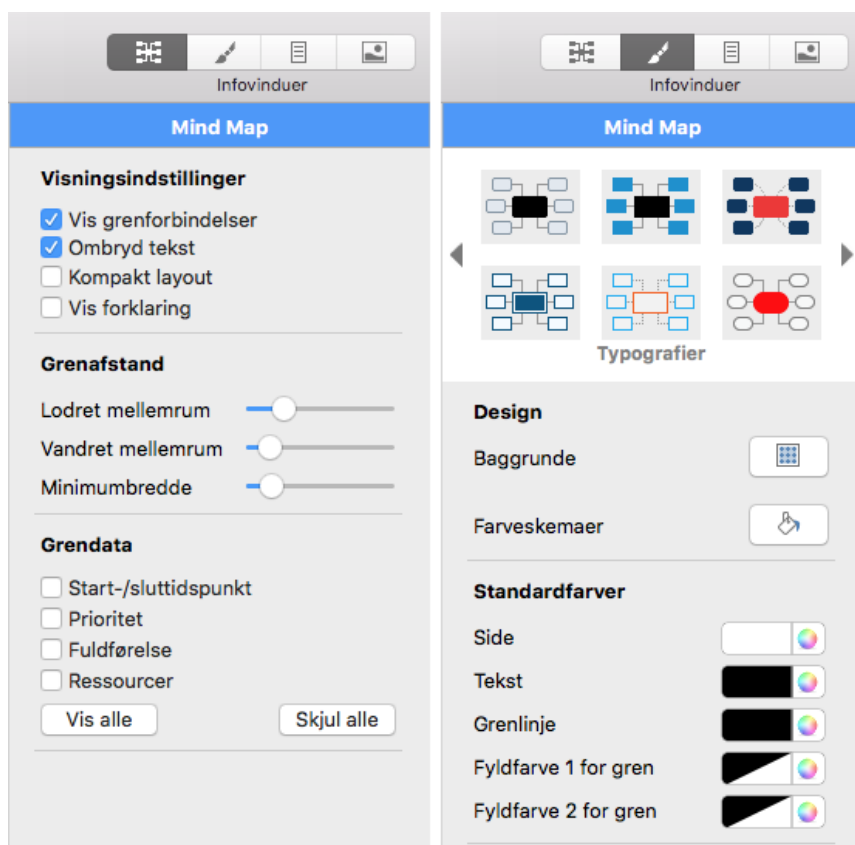 Infovinduer
Mind Map
Visningsindstillinger
Vis grenforbindelser
Ombryd tekst
Kompakt layout
Vis forklaring
Grenafstand
Lodret mellemrum
Vandret mellemrum
Minimumbredde
Grendata
Start-/sluttidspunkt
Prioritet
Fuldførelse
Ressourcer
Vis alle Skjul alle
Infovinduer
Mind Map
Typografier
Design
Baggrunde
Farveskemaer
Standardfarver
Side
Tekst
Grenlinje
Fyldfarve 1 for gren
Fyldfarve 2 for gren